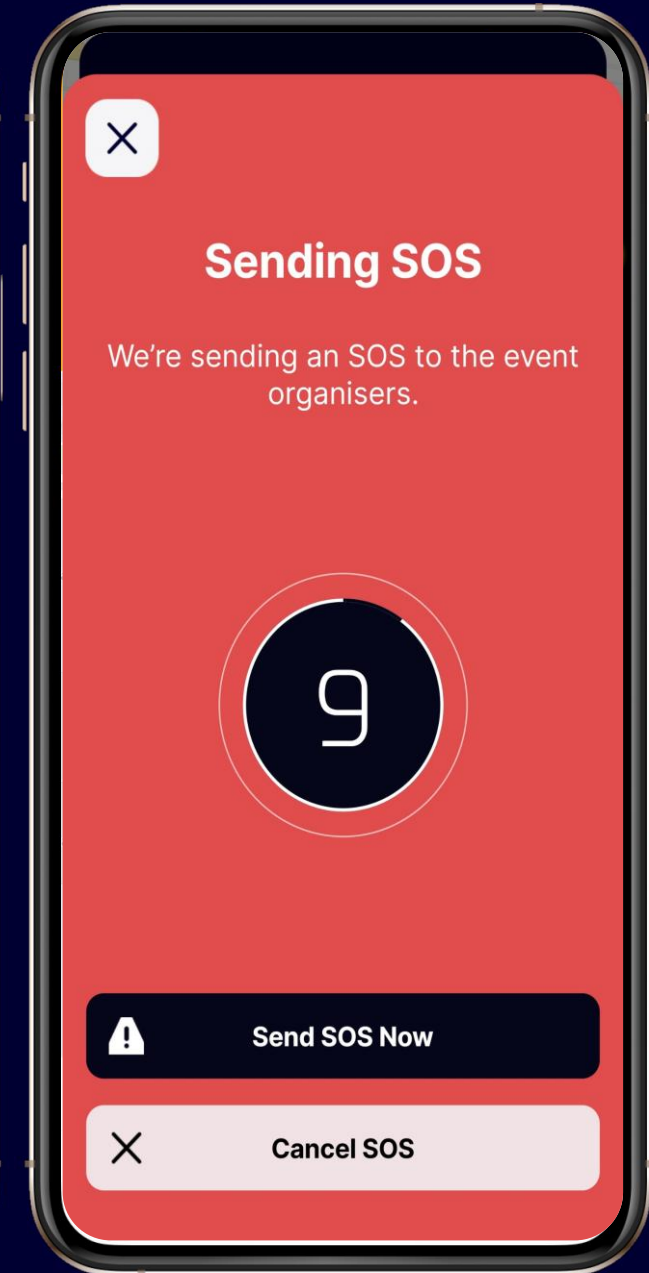 Sending SOS
We’re sending an SOS to the event
organisers.
9
Send SOS Now
Cancel SOS